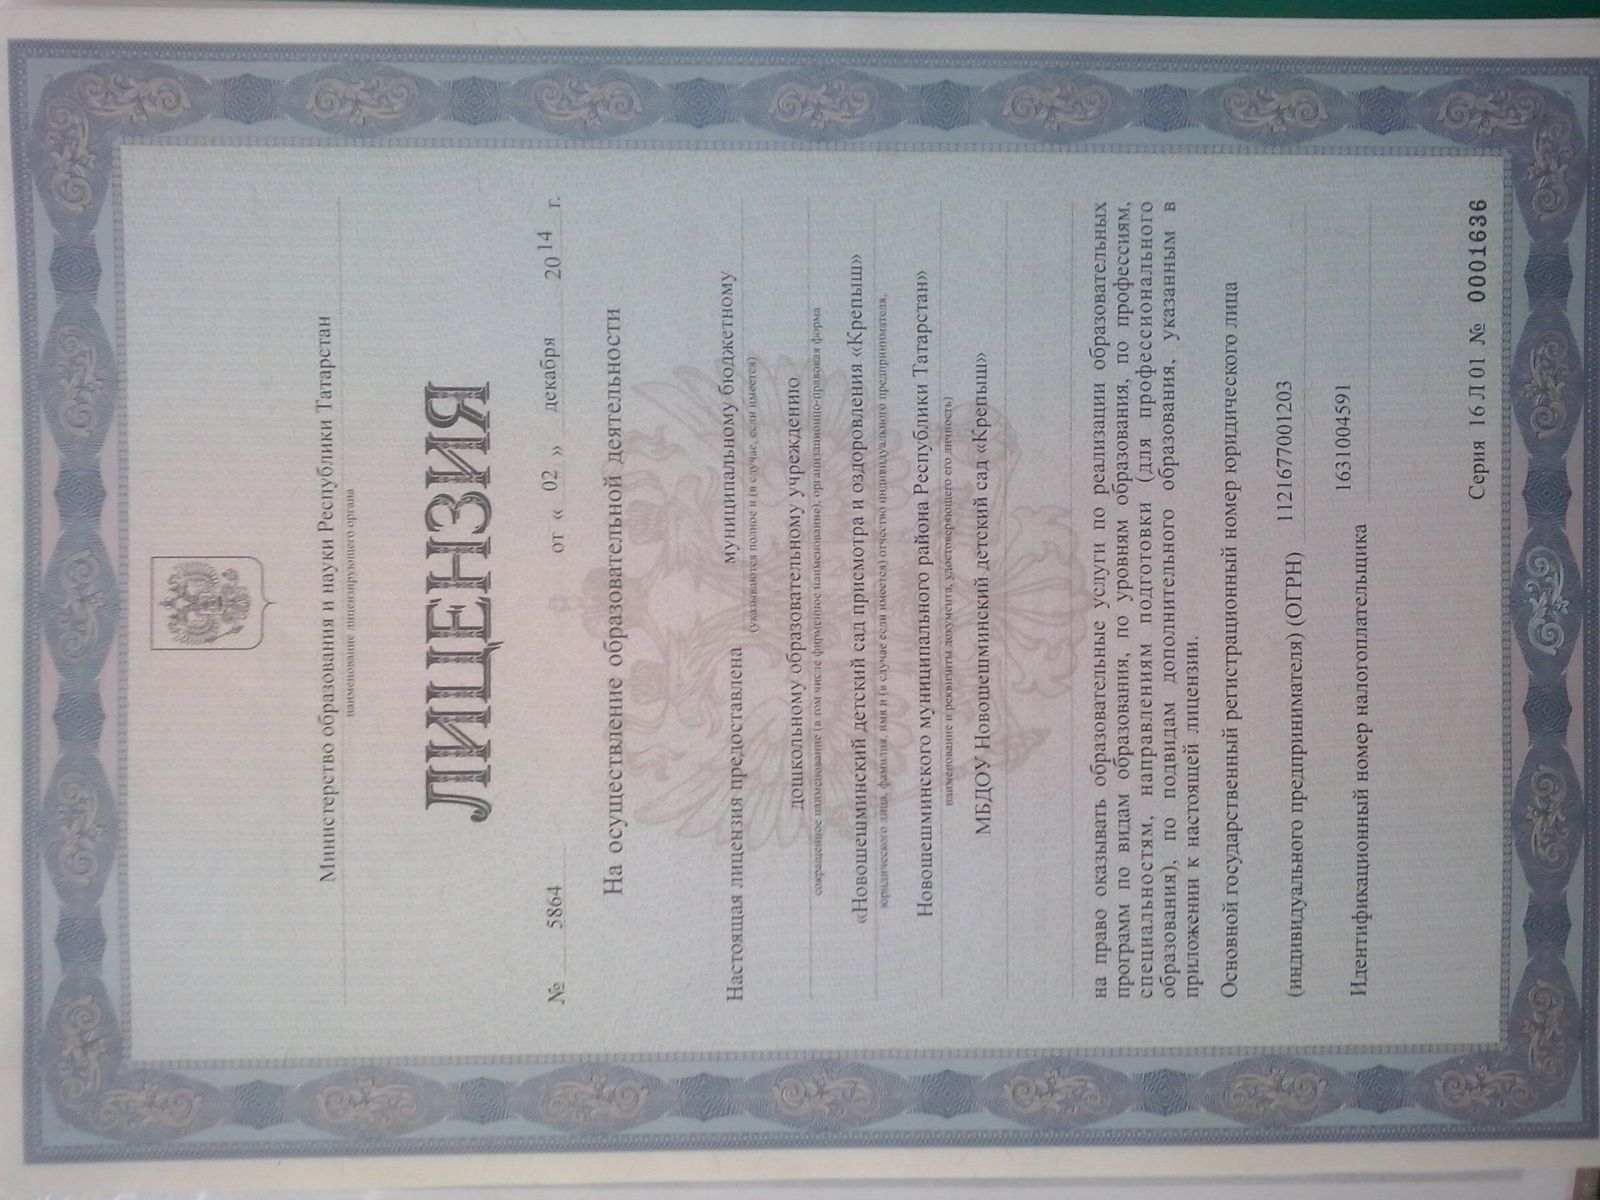 Министерство образования и науки Республики Татарстан
наименование лицензирующего органа
ЛИЦЕНЗИЯ
№ 5864 от « 02 » декабря 20 14 г.
На осуществление образовательной деятельности
Настоящая лицензия предоставлена муниципальному бюджетному
(указываются полное и (в случае, если имеется)
дошкольному образовательному учреждению
сокращённое наименование (в том числе фирменное наименование), организационно-правовая форма
«Новошешминский детский сад присмотра и оздоровления «Крепыш»
юридического лица, фамилия, имя и (в случае если имеется) отчество индивидуального предпринимателя,
Новошешминского муниципального района Республики Татарстан»
наименование и реквизиты документа, удостоверяющего его личность)
МБДОУ Новошешминский детский сад «Крепыш»
на право оказывать образовательные услуги по реализации образовательных
программ по видам образования, по уровням образования, по профессиям,
специальностям, направлениям подготовки (для профессионального
образования), по подвидам дополнительного образования, указанным в
приложении к настоящей лицензии.
Основной государственный регистрационный номер юридического лица
(индивидуального предпринимателя) (ОГРН) 1121677001203
Идентификационный номер налогоплательщика 1631004591
Серия 16 Л 01 № 0001636